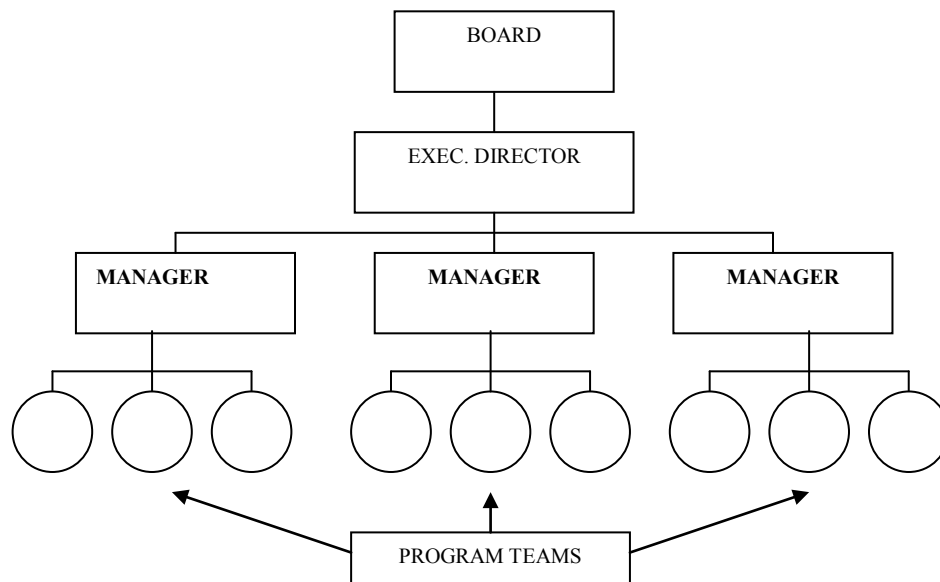 BOARD
EXEC. DIRECTOR
MANAGER
MANAGER
MANAGER
PROGRAM TEAMS